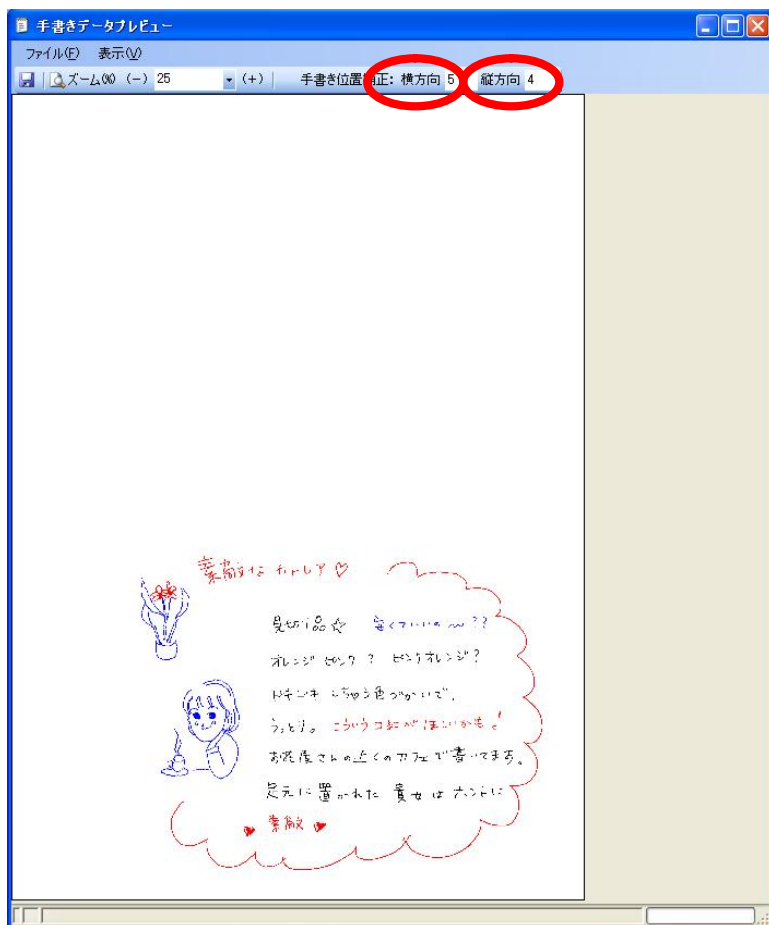 手書きデータプレビュー
ファイル(F) 表示(V)
ズーム(%) (-) 25 (+) 手書き位置補正: 横方向 5 縦方向 4
素敵な
見切り品☆ 安くていいの〜??
オレンジピンク? ピンクオレンジ?
ドキンドキンしちゃう色づかいで、
うっとり。こういう口紅がほしいかも!
お花屋さんの近くのカフェで書いてます。
足元に置かれた貴女はホントに
♥ 素敵 ♥